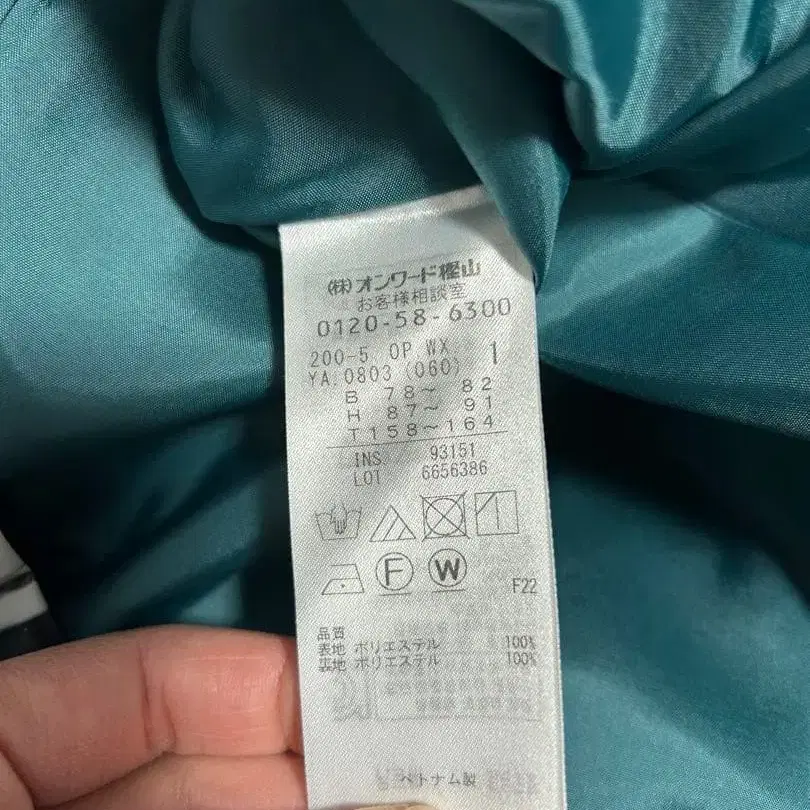 ㈱オンワード樫山
お客様相談室
0120-58-6300
200-5 OP WX 1
YA 0803 (060)
B 78〜 82
H 87〜 91
T158〜164
INS. 93151
LOT 6656386
F W
F22
品質
表地 ポリエステル 100%
裏地 ポリエステル 100%
ベトナム製